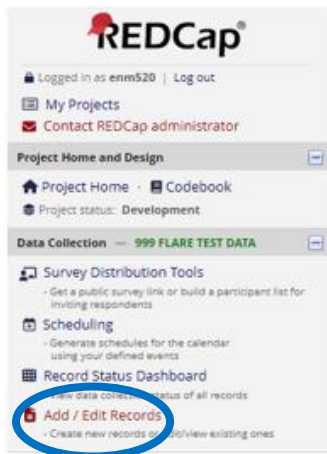 REDCap®
Logged in as enm520 | Log out
My Projects
Contact REDCap administrator
Project Home and Design
Project Home · Codebook
Project status: Development
Data Collection — 999 FLARE TEST DATA
Survey Distribution Tools
- Get a public survey link or build a participant list for
inviting respondents
Scheduling
- Generate schedules for the calendar
using your defined events
Record Status Dashboard
- View data collection status of all records
Add / Edit Records
- Create new records or edit/view existing ones